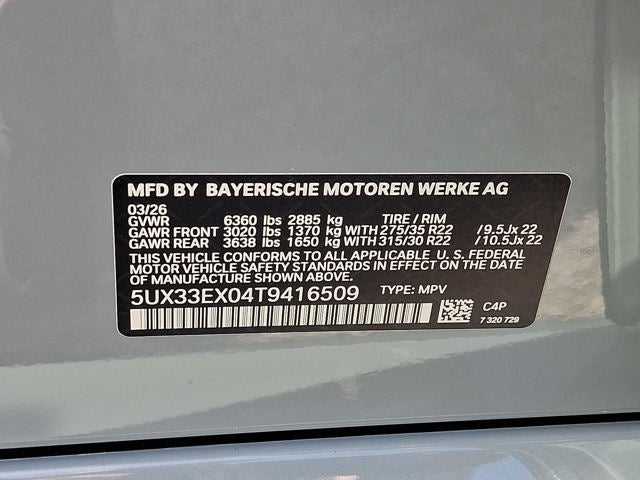 MFD BY BAYERISCHE MOTOREN WERKE AG
03/26
GVWR 6360 lbs 2885 kg TIRE / RIM
GAWR FRONT 3020 lbs 1370 kg WITH 275/35 R22 / 9.5Jx 22
GAWR REAR 3638 lbs 1650 kg WITH 315/30 R22 / 10.5Jx 22
THIS VEHICLE CONFORMS TO ALL APPLICABLE U. S. FEDERAL
MOTOR VEHICLE SAFETY STANDARDS IN EFFECT ON THE DATE
OF MANUFACTURE SHOWN ABOVE.
5UX33EX04T9416509 TYPE: MPV
C4P
7 320 729